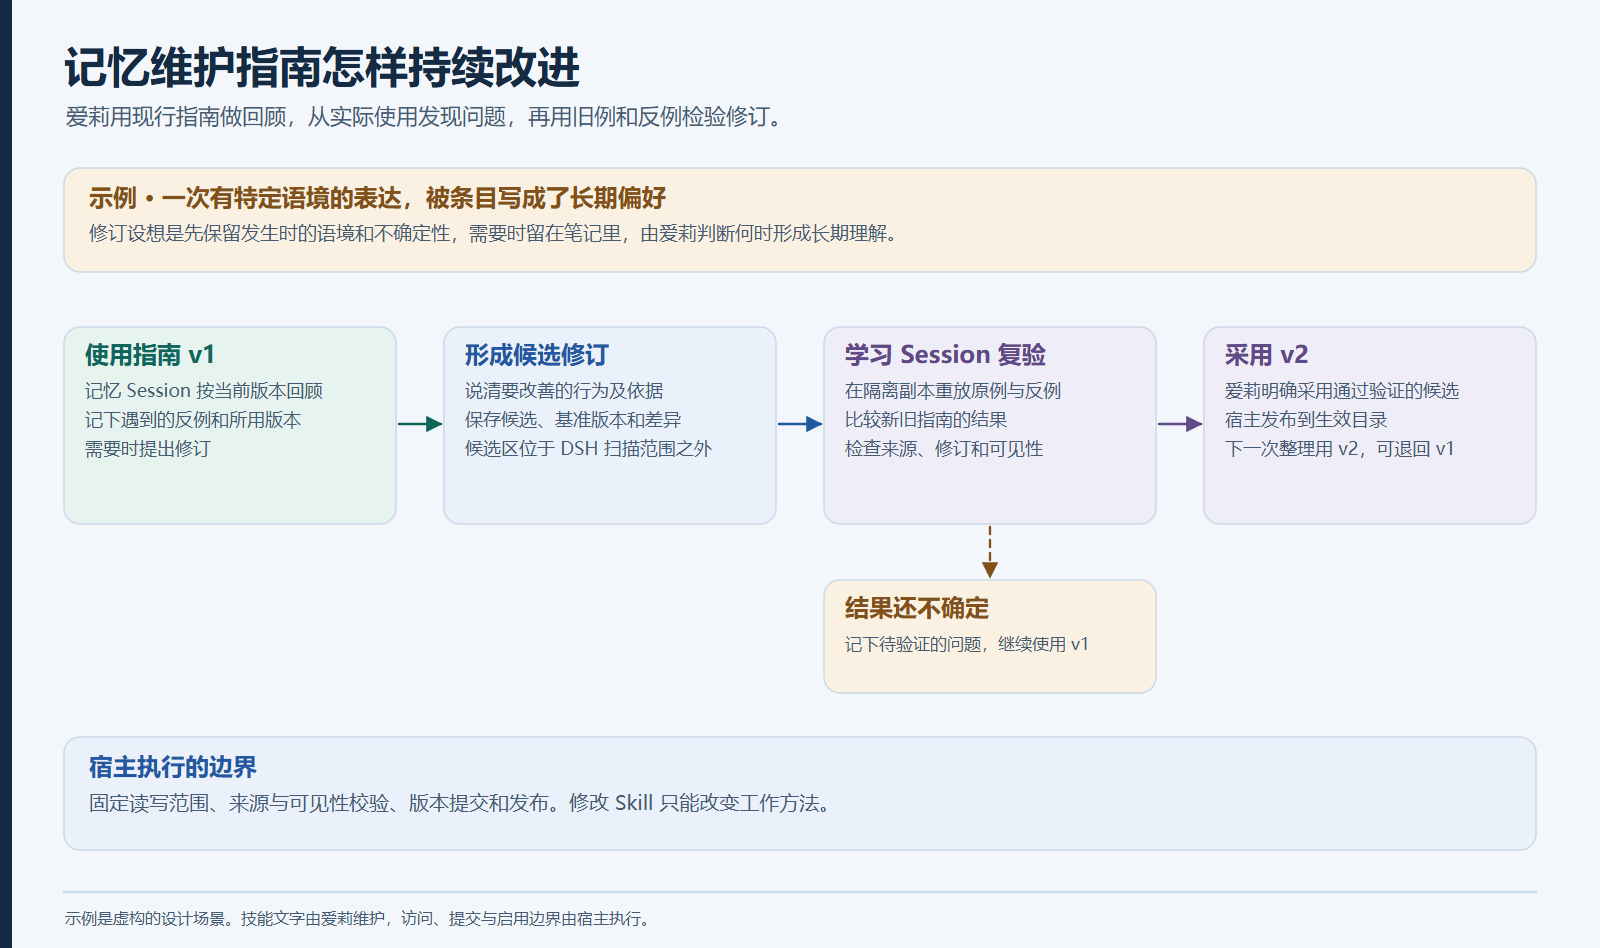 记忆维护指南怎样持续改进
爱莉用现行指南做回顾，从实际使用发现问题，再用旧例和反例检验修订。
示例·一次有特定语境的表达，被条目写成了长期偏好
修订设想是先保留发生时的语境和不确定性，需要时留在笔记里，由爱莉判断何时形成长期理解。
使用指南 v1
记忆 Session 按当前版本回顾
记下遇到的反例和所用版本
需要时提出修订
形成候选修订
说清要改善的行为及依据
保存候选、基准版本和差异
候选区位于 DSH 扫描范围之外
学习 Session 复验
在隔离副本重放原例与反例
比较新旧指南的结果
检查来源、修订和可见性
采用 v2
爱莉明确采用通过验证的候选
宿主发布到生效目录
下一次整理用 v2，可退回 v1
结果还不确定
记下待验证的问题，继续使用 v1
宿主执行的边界
固定读写范围、来源与可见性校验、版本提交和发布。修改 Skill 只能改变工作方法。
示例是虚构的设计场景。技能文字由爱莉维护，访问、提交与启用边界由宿主执行。